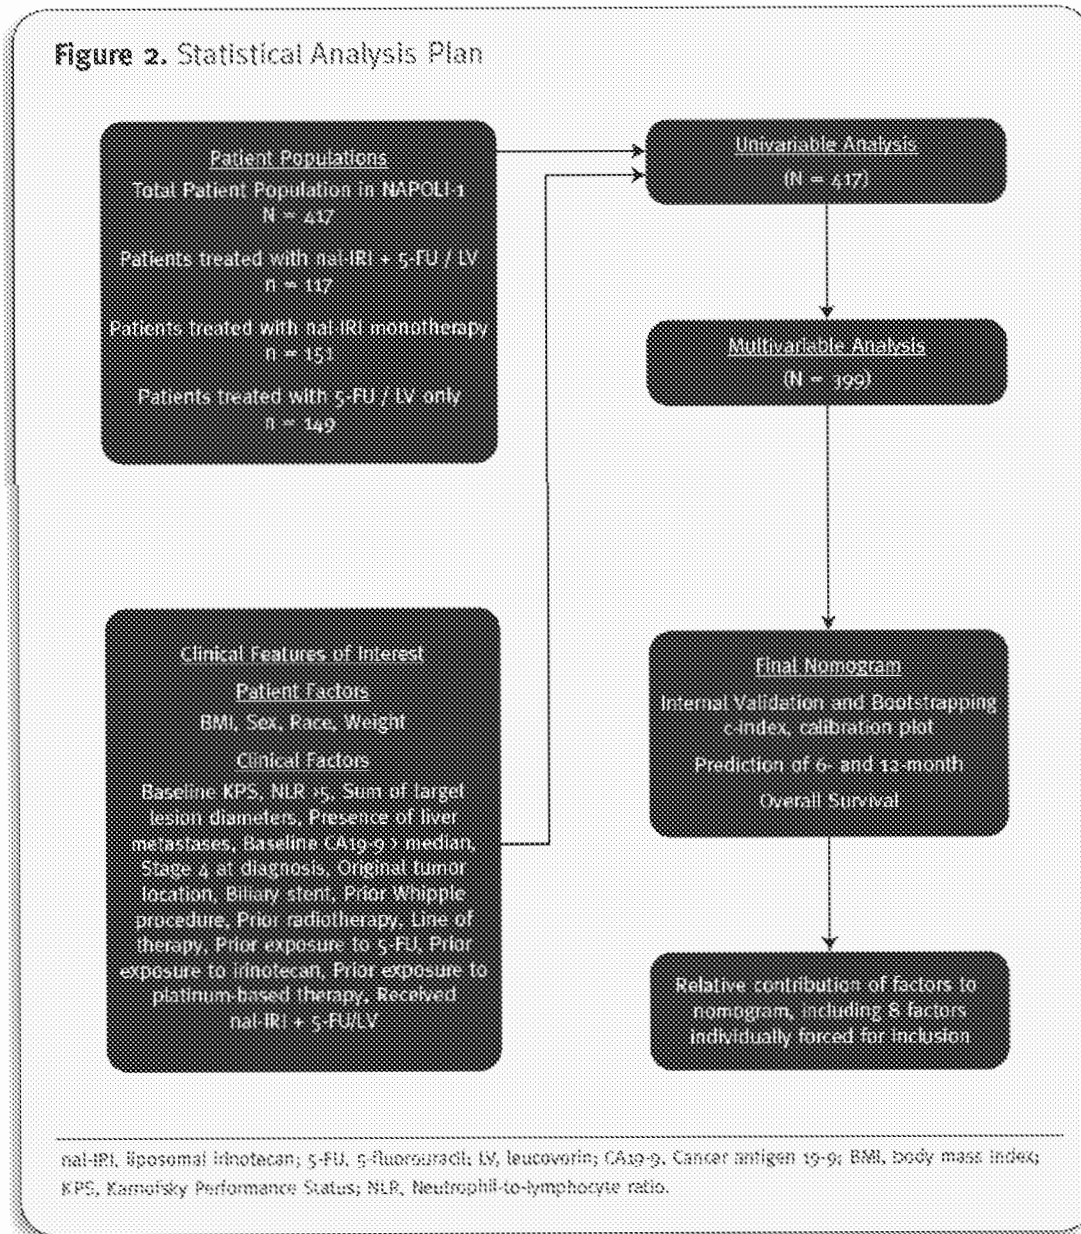 Figure 2. Statistical Analysis Plan
Patient Populations
Total Patient Population in NAPOLI-1
N = 417
Patients treated with nal-IRI + 5-FU / LV
n = 117
Patients treated with nal-IRI monotherapy
n = 151
Patients treated with 5-FU / LV only
n = 149
Clinical Features of Interest
Patient Factors
BMI, Sex, Race, Weight
Clinical Factors
Baseline KPS, NLR >5, Sum of target
lesion diameters, Presence of liver
metastases, Baseline CA19-9 > median,
Stage 4 at diagnosis, Original tumor
location, Biliary stent, Prior Whipple
procedure, Prior radiotherapy, Line of
therapy, Prior exposure to 5-FU, Prior
exposure to irinotecan, Prior exposure to
platinum-based therapy, Received
nal-IRI + 5-FU/LV
Univariable Analysis
(N = 417)
Multivariable Analysis
(N = 399)
Final Nomogram
Internal Validation and Bootstrapping
c-index, calibration plot
Prediction of 6- and 12-month
Overall Survival
Relative contribution of factors to
nomogram, including 8 factors
individually forced for inclusion
nal-IRI, liposomal irinotecan; 5-FU, 5-fluorouracil; LV, leucovorin; CA19-9, Cancer antigen 19-9; BMI, body mass index;
KPS, Karnofsky Performance Status; NLR, Neutrophil-to-lymphocyte ratio.